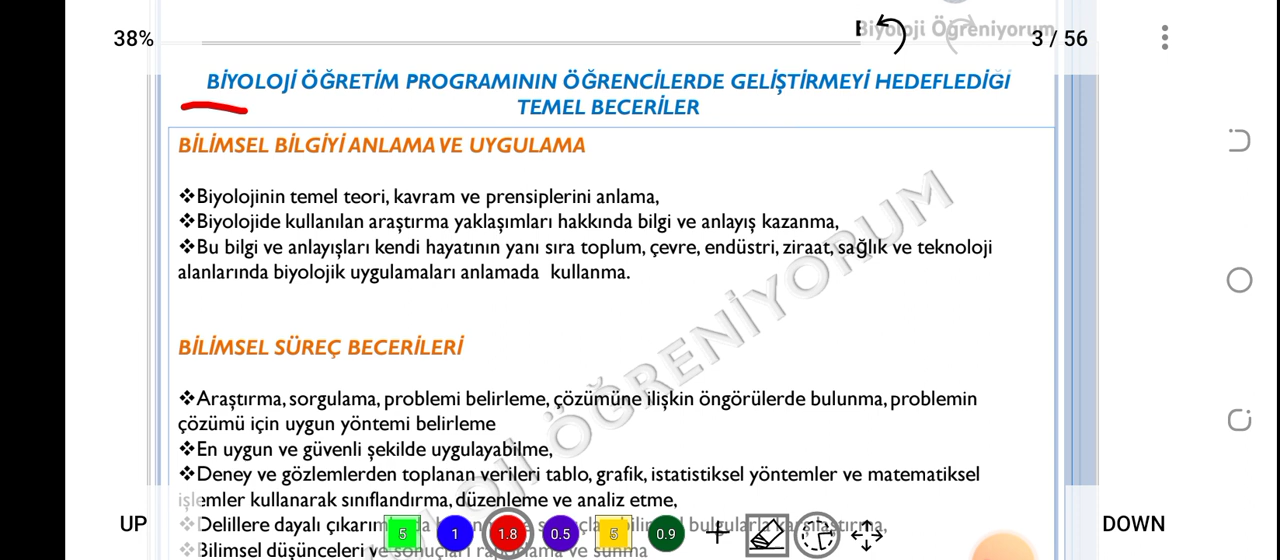 38%
Biyoloji Öğreniyorum
3 / 56
BİYOLOJİ ÖĞRETİM PROGRAMININ ÖĞRENCİLERDE GELİŞTİRMEYİ HEDEFLEDİĞİ
TEMEL BECERİLER
BİLİMSEL BİLGİYİ ANLAMA VE UYGULAMA
❖Biyolojinin temel teori, kavram ve prensiplerini anlama,
❖Biyolojide kullanılan araştırma yaklaşımları hakkında bilgi ve anlayış kazanma,
❖Bu bilgi ve anlayışları kendi hayatının yanı sıra toplum, çevre, endüstri, ziraat, sağlık ve teknoloji
alanlarında biyolojik uygulamaları anlamada kullanma.
BİLİMSEL SÜREÇ BECERİLERİ
❖Araştırma, sorgulama, problemi belirleme, çözümüne ilişkin öngörülerde bulunma, problemin
çözümü için uygun yöntemi belirleme
❖En uygun ve güvenli şekilde uygulayabilme,
❖Deney ve gözlemlerden toplanan verileri tablo, grafik, istatistiksel yöntemler ve matematiksel
işlemler kullanarak sınıflandırma, düzenleme ve analiz etme,
❖Delillere dayalı bulgularla karşılaştırma,
❖Bilimsel düşünceleri ve sonuçları raporlama ve sunma
ÖĞRENİYORUM
UP
5
1
1.8
0.5
5
0.9
DOWN